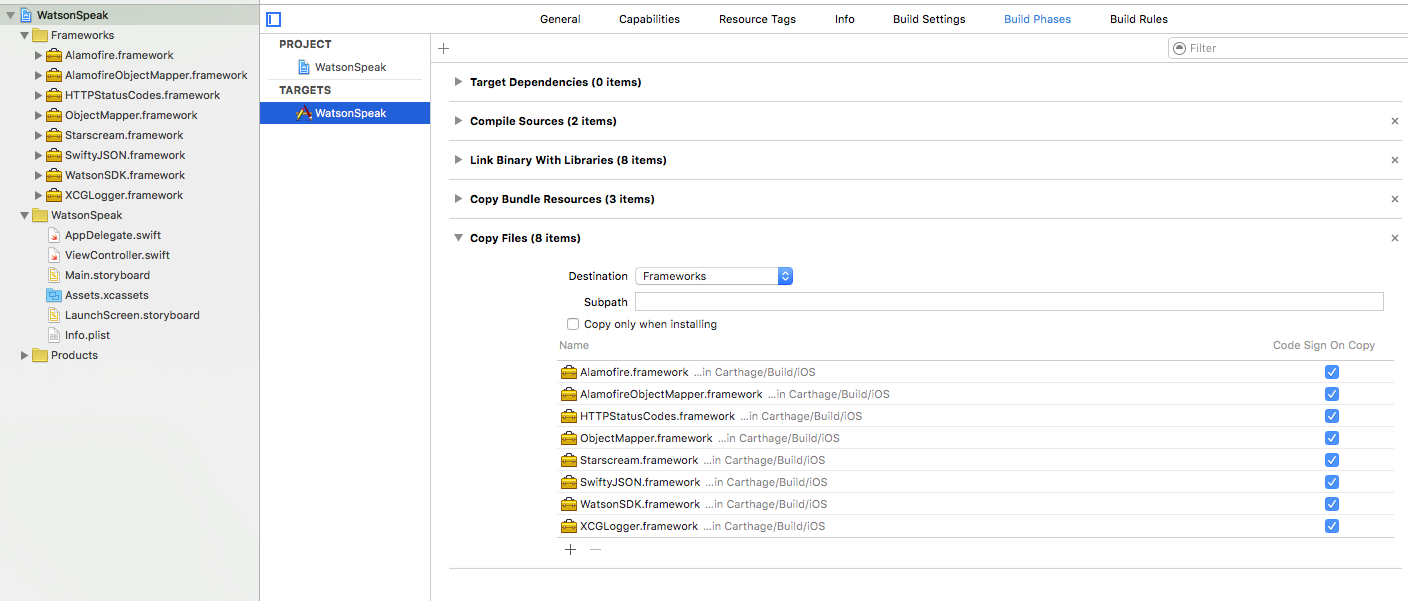 WatsonSpeak
Frameworks
Alamofire.framework
AlamofireObjectMapper.framework
HTTPStatusCodes.framework
ObjectMapper.framework
Starscream.framework
SwiftyJSON.framework
WatsonSDK.framework
XCGLogger.framework
WatsonSpeak
AppDelegate.swift
ViewController.swift
Main.storyboard
Assets.xcassets
LaunchScreen.storyboard
Info.plist
Products
General Capabilities Resource Tags Info Build Settings Build Phases Build Rules
PROJECT
WatsonSpeak
TARGETS
WatsonSpeak
Filter
Target Dependencies (0 items)
Compile Sources (2 items)
Link Binary With Libraries (8 items)
Copy Bundle Resources (3 items)
Copy Files (8 items)
Destination Frameworks
Subpath
Copy only when installing
Name Code Sign On Copy
Alamofire.framework ...in Carthage/Build/iOS
AlamofireObjectMapper.framework ...in Carthage/Build/iOS
HTTPStatusCodes.framework ...in Carthage/Build/iOS
ObjectMapper.framework ...in Carthage/Build/iOS
Starscream.framework ...in Carthage/Build/iOS
SwiftyJSON.framework ...in Carthage/Build/iOS
WatsonSDK.framework ...in Carthage/Build/iOS
XCGLogger.framework ...in Carthage/Build/iOS